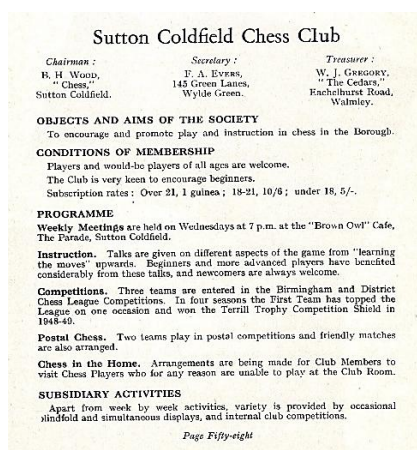 Sutton Coldfield Chess Club
Chairman : Secretary : Treasurer :
B. H. WOOD, F. A. EVERS, W. J. GREGORY,
"Chess," 145 Green Lanes, "The Cedars,"
Sutton Coldfield. Wylde Green. Eachelhurst Road,
Walmley.
OBJECTS AND AIMS OF THE SOCIETY
To encourage and promote play and instruction in chess in the Borough.
CONDITIONS OF MEMBERSHIP
Players and would-be players of all ages are welcome.
The Club is very keen to encourage beginners.
Subscription rates : Over 21, 1 guinea ; 18-21, 10/6 ; under 18, 5/-.
PROGRAMME
Weekly Meetings are held on Wednesdays at 7 p.m. at the "Brown Owl" Cafe,
The Parade, Sutton Coldfield.
Instruction. Talks are given on different aspects of the game from "learning
the moves" upwards. Beginners and more advanced players have benefited
considerably from these talks, and newcomers are always welcome.
Competitions. Three teams are entered in the Birmingham and District
Chess League Competitions. In four seasons the First Team has topped the
League on one occasion and won the Terrill Trophy Competition Shield in
1948-49.
Postal Chess. Two teams play in postal competitions and friendly matches
are also arranged.
Chess in the Home. Arrangements are being made for Club Members to
visit Chess Players who for any reason are unable to play at the Club Room.
SUBSIDIARY ACTIVITIES
Apart from week by week activities, variety is provided by occasional
blindfold and simultaneous displays, and internal club competitions.
Page Fifty-eight